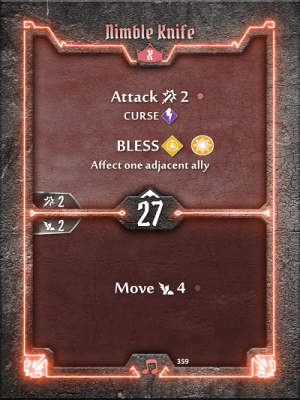 Nimble Knife
X
Attack 2
CURSE
BLESS
Affect one adjacent ally
2
27
2
Move 4
359